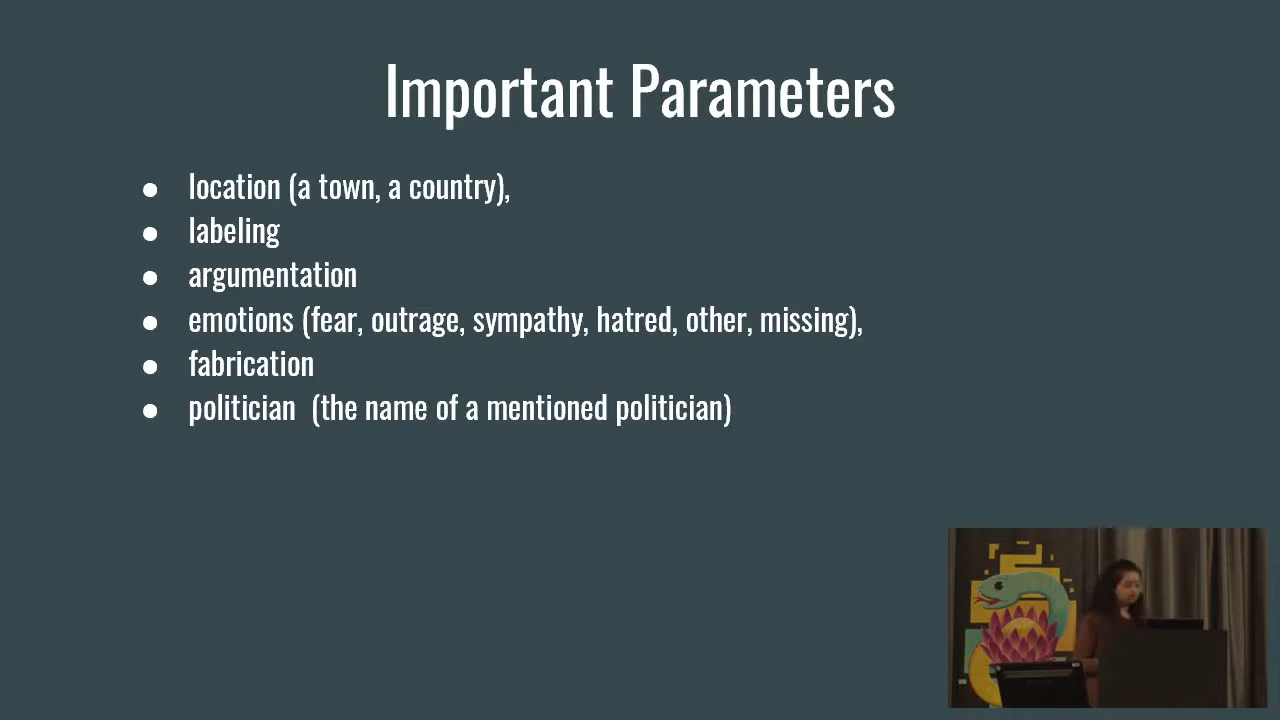 Important Parameters
● location (a town, a country),
● labeling
● argumentation
● emotions (fear, outrage, sympathy, hatred, other, missing),
● fabrication
● politician  (the name of a mentioned politician)